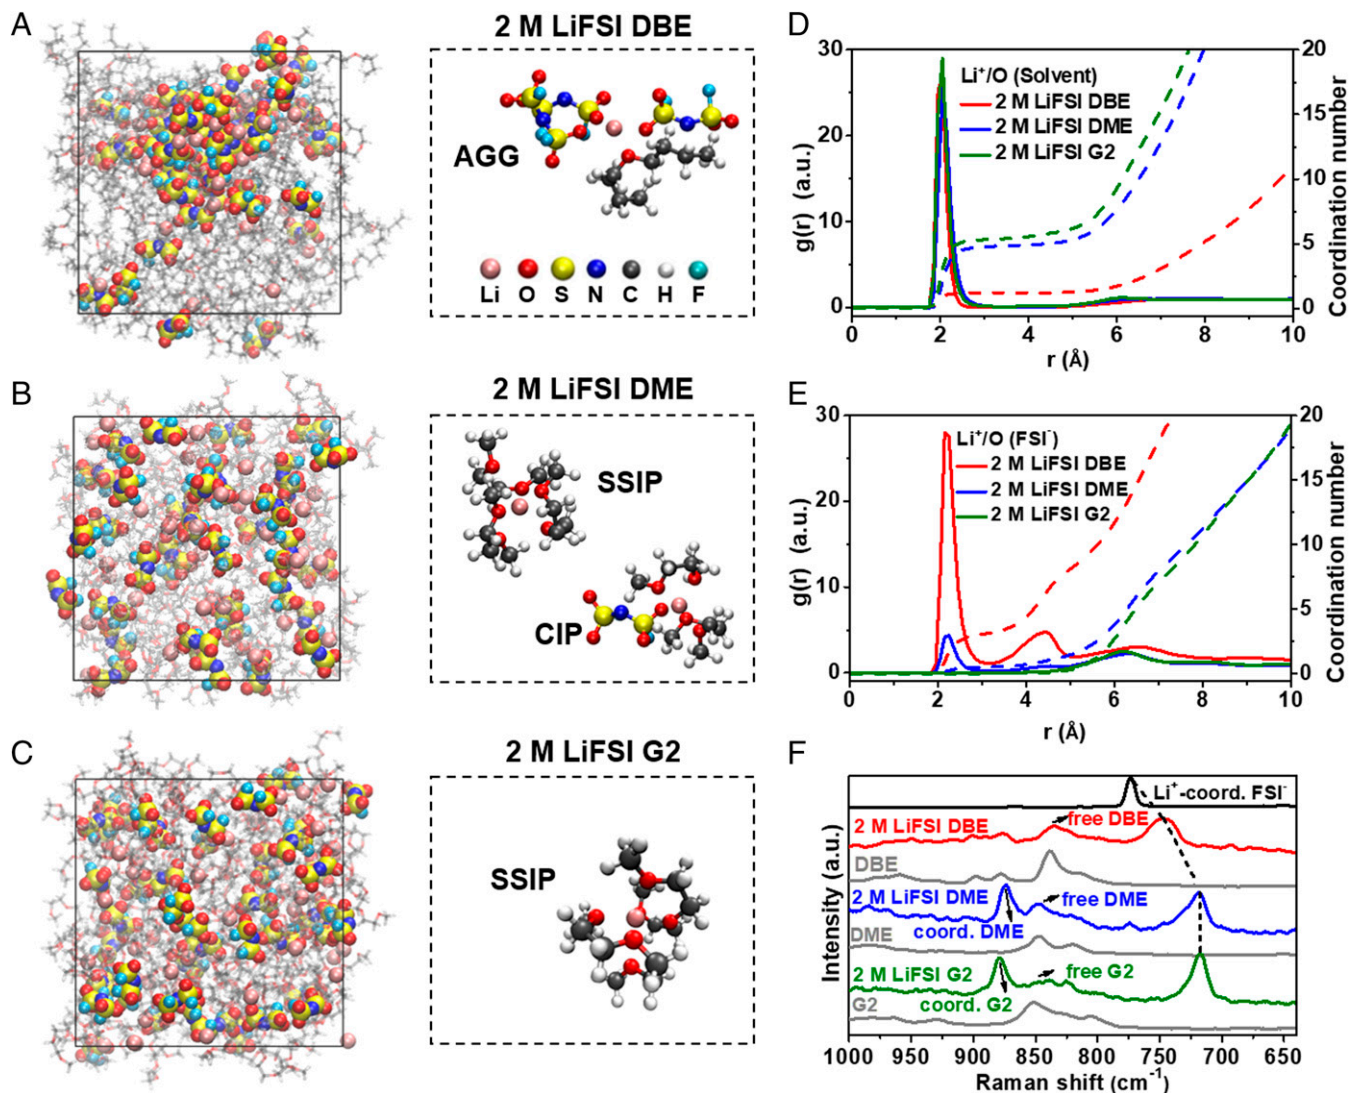 A
2 M LiFSI DBE
AGG
Li O S N C H F
B
2 M LiFSI DME
SSIP
CIP
C
2 M LiFSI G2
SSIP
D
Li⁺/O (Solvent)
2 M LiFSI DBE
2 M LiFSI DME
2 M LiFSI G2
g(r) (a.u.)
30
20
10
0
Coordination number
20
15
10
5
0
0 2 4 6 8 10
r (Å)
E
Li⁺/O (FSI⁻)
2 M LiFSI DBE
2 M LiFSI DME
2 M LiFSI G2
g(r) (a.u.)
30
20
10
0
Coordination number
20
15
10
5
0
0 2 4 6 8 10
r (Å)
F
Li⁺-coord. FSI⁻
2 M LiFSI DBE
free DBE
DBE
2 M LiFSI DME
free DME
coord. DME
DME
2 M LiFSI G2
free G2
coord. G2
G2
Intensity (a.u.)
1000 950 900 850 800 750 700 650
Raman shift (cm⁻¹)